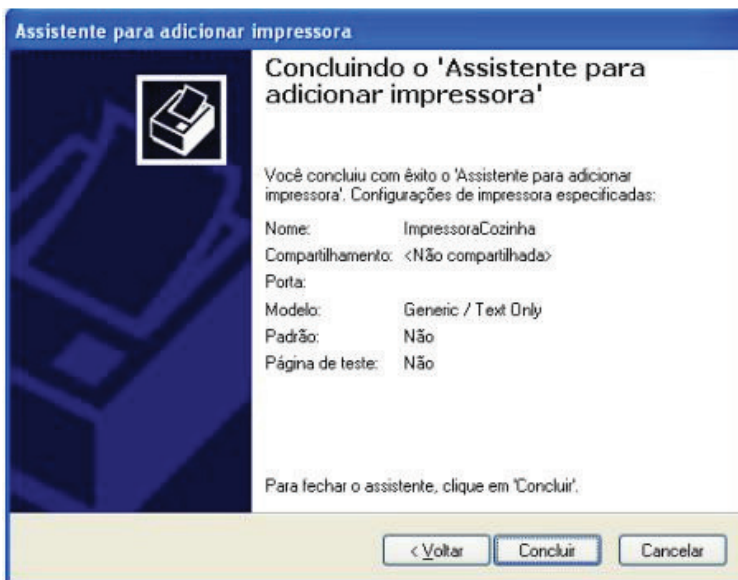 Assistente para adicionar impressora
Concluindo o 'Assistente para
adicionar impressora'
Você concluiu com êxito o 'Assistente para adicionar
impressora'. Configurações de impressora especificadas:
Nome: ImpressoraCozinha
Compartilhamento: <Não compartilhada>
Porta:
Modelo: Generic / Text Only
Padrão: Não
Página de teste: Não
Para fechar o assistente, clique em 'Concluir'.
< Voltar Concluir Cancelar